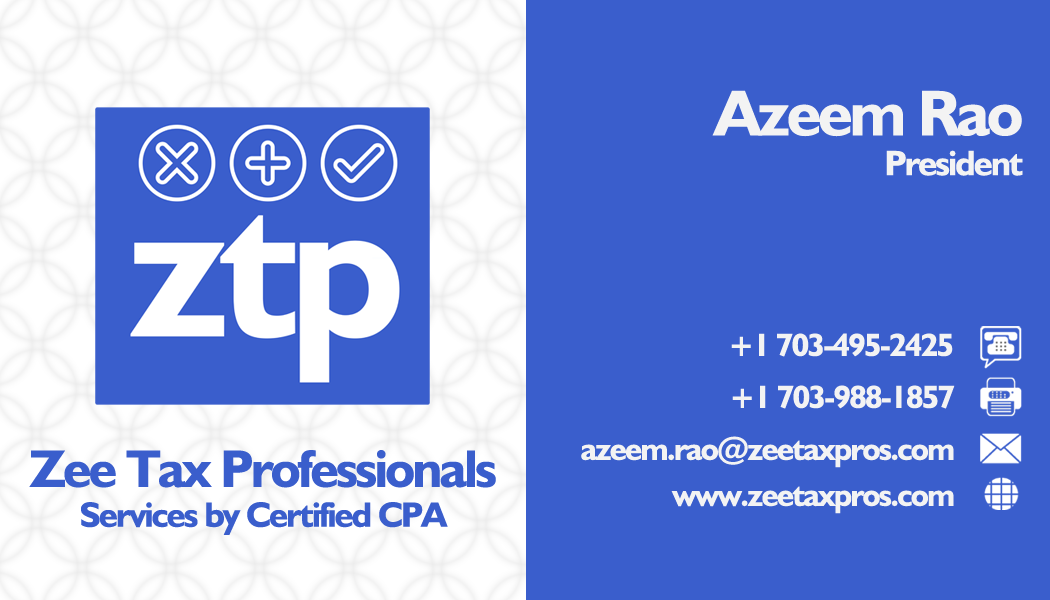 ztp
Zee Tax Professionals
Services by Certified CPA
Azeem Rao
President
+1 703-495-2425
+1 703-988-1857
azeem.rao@zeetaxpros.com
www.zeetaxpros.com